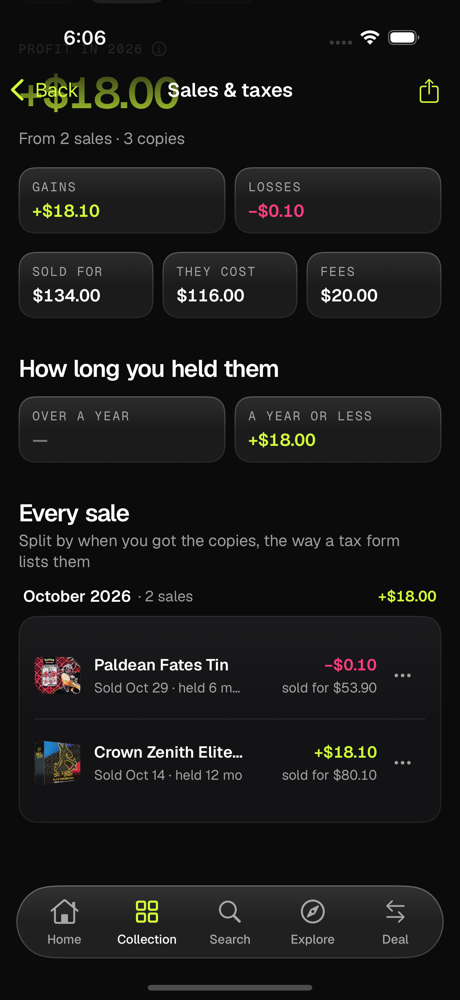 6:06
PROFIT IN 2026
+$18.00
Back
Sales & taxes
From 2 sales · 3 copies
GAINS
+$18.10
LOSSES
−$0.10
SOLD FOR
$134.00
THEY COST
$116.00
FEES
$20.00
How long you held them
OVER A YEAR
—
A YEAR OR LESS
+$18.00
Every sale
Split by when you got the copies, the way a tax form
lists them
October 2026 · 2 sales
+$18.00
Paldean Fates Tin
−$0.10
Sold Oct 29 · held 6 m...
sold for $53.90
Crown Zenith Elite...
+$18.10
Sold Oct 14 · held 12 mo
sold for $80.10
Home
Collection
Search
Explore
Deal